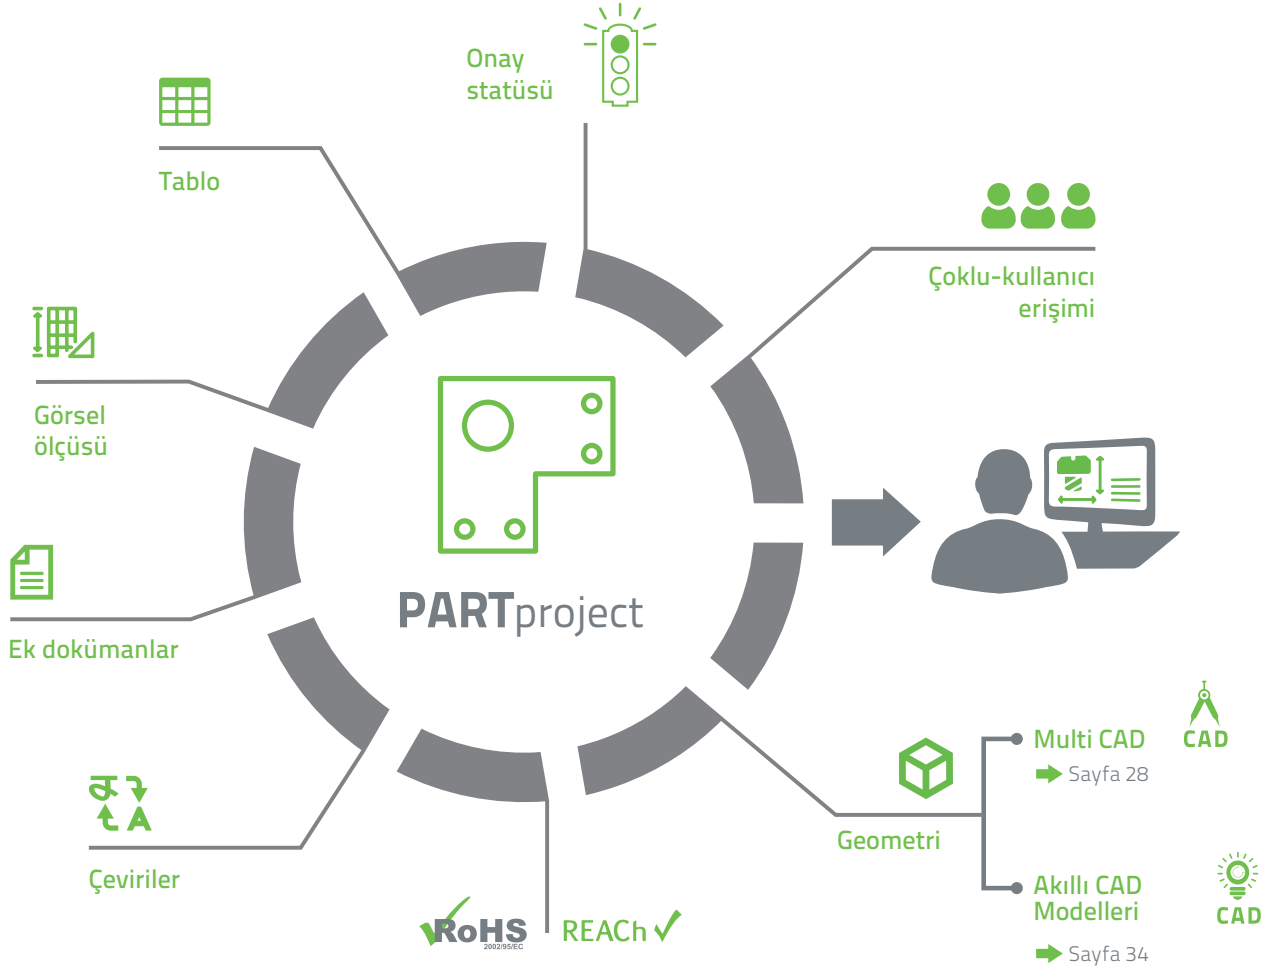 Onay
statüsü
Tablo
Çoklu-kullanıcı
erişimi
Görsel
ölçüsü
PARTproject
Ek dokümanlar
Multi CAD
CAD
Sayfa 28
Geometri
Çeviriler
A
Akıllı CAD
Modelleri
CAD
RoHS
2002/95/EC
REACh
Sayfa 34